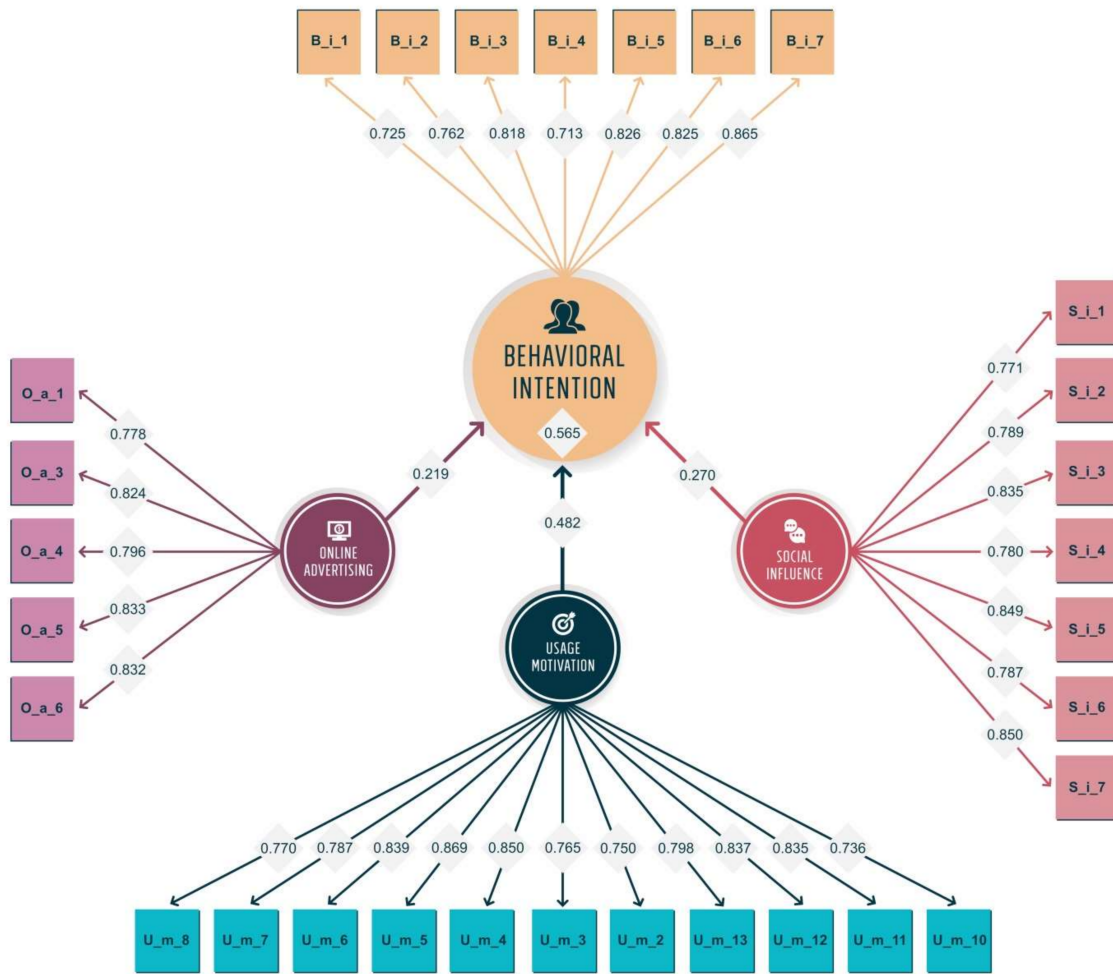 B_i_1 B_i_2 B_i_3 B_i_4 B_i_5 B_i_6 B_i_7
0.725 0.762 0.818 0.713 0.826 0.825 0.865
BEHAVIORAL
INTENTION
0.565
O_a_1
O_a_3
O_a_4
O_a_5
O_a_6
0.778
0.824
0.796
0.833
0.832
ONLINE
ADVERTISING
0.219
0.482
0.270
USAGE
MOTIVATION
SOCIAL
INFLUENCE
0.771
0.789
0.835
0.780
0.849
0.787
0.850
S_i_1
S_i_2
S_i_3
S_i_4
S_i_5
S_i_6
S_i_7
0.770 0.787 0.839 0.869 0.850 0.765 0.750 0.798 0.837 0.835 0.736
U_m_8 U_m_7 U_m_6 U_m_5 U_m_4 U_m_3 U_m_2 U_m_13 U_m_12 U_m_11 U_m_10